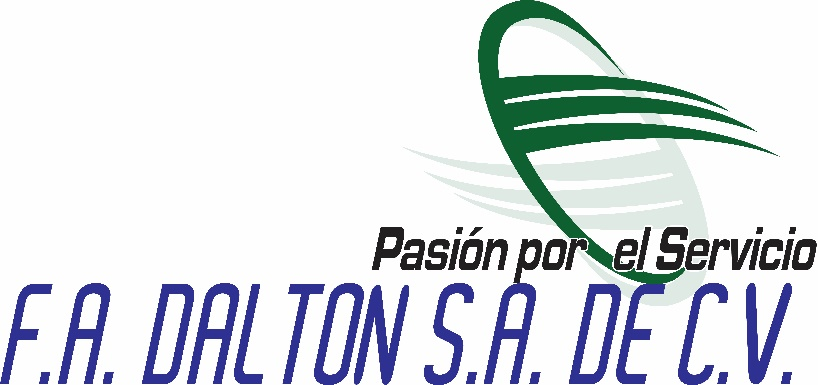 Pasión por el Servicio
F.A. DALTON S.A. DE C.V.